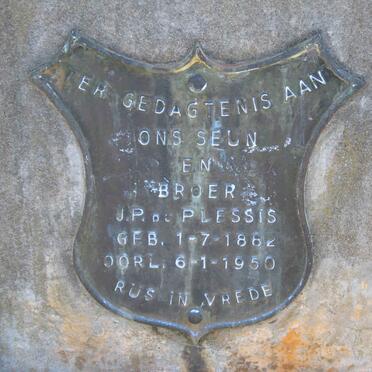 TER GEDAGTENIS AAN
ONS SEUN
EN
BROER
J.P. DU PLESSIS
GEB. 1-7-1882
OORL. 6-1-1950
RUS IN VREDE